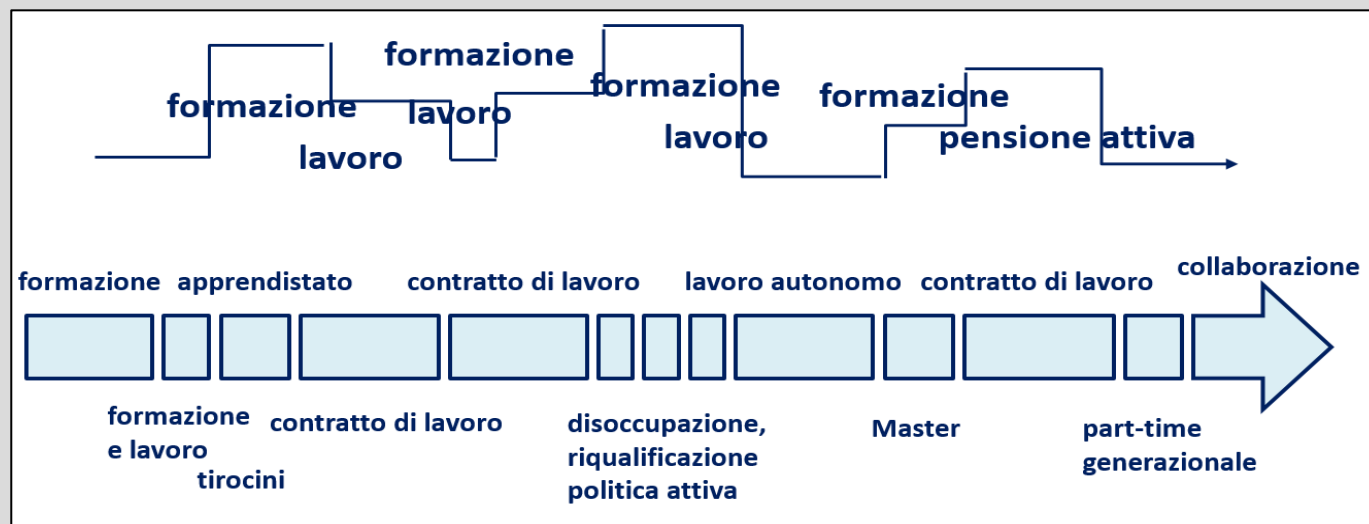 formazione
formazione
formazione
formazione
lavoro
lavoro
pensione attiva
lavoro
collaborazione
formazione
apprendistato
contratto di lavoro
lavoro autonomo
contratto di lavoro
formazione
e lavoro
tirocini
contratto di lavoro
disoccupazione,
riqualificazione
politica attiva
Master
part-time
generazionale